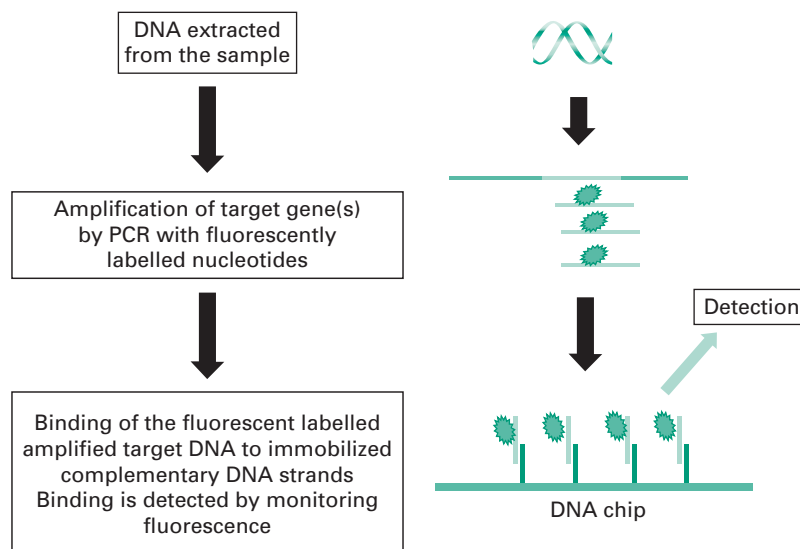 DNA extracted
from the sample
Amplification of target gene(s)
by PCR with fluorescently
labelled nucleotides
Detection
Binding of the fluorescent labelled
amplified target DNA to immobilized
complementary DNA strands
Binding is detected by monitoring
fluorescence
DNA chip